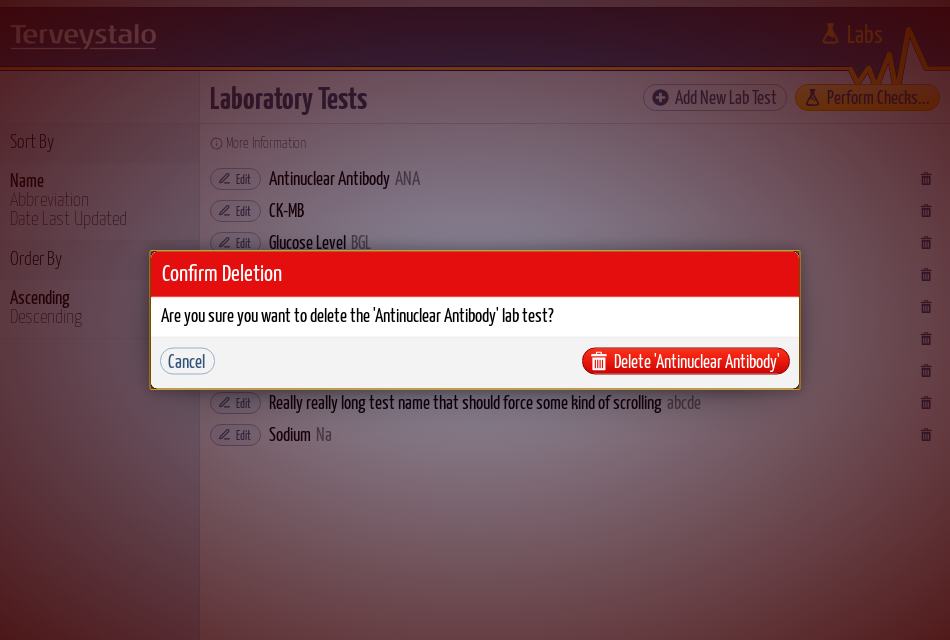 Terveystalo
Labs
Laboratory Tests
Add New Lab Test
Perform Checks...
Sort By
Name
Abbreviation
Date Last Updated
Order By
Ascending
Descending
More Information
Edit Antinuclear Antibody ANA
Edit CK-MB
Edit Glucose Level BGL
Confirm Deletion
Are you sure you want to delete the 'Antinuclear Antibody' lab test?
Cancel
Delete 'Antinuclear Antibody'
Edit Really really long test name that should force some kind of scrolling abcde
Edit Sodium Na